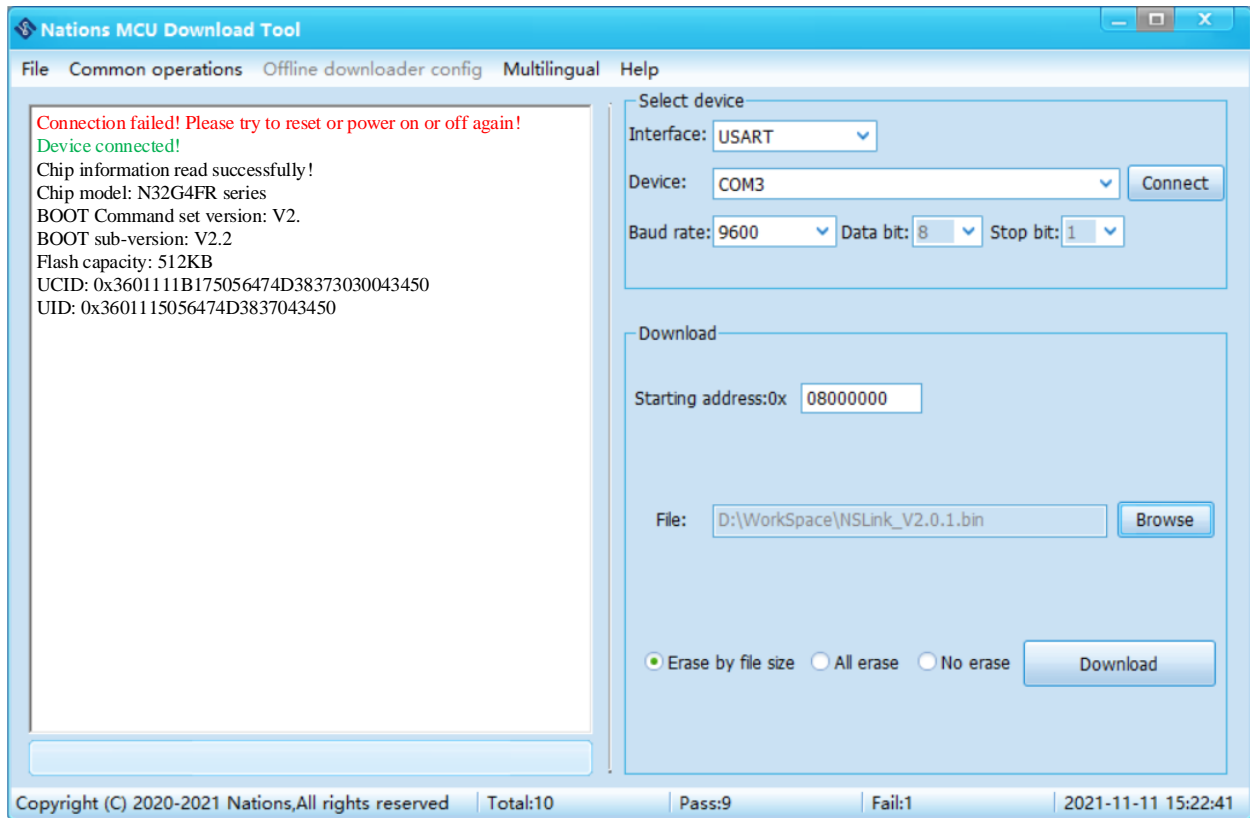 Nations MCU Download Tool
File Common operations Offline downloader config Multilingual Help
Connection failed! Please try to reset or power on or off again!
Device connected!
Chip information read successfully!
Chip model: N32G4FR series
BOOT Command set version: V2.
BOOT sub-version: V2.2
Flash capacity: 512KB
UCID: 0x3601111B175056474D38373030043450
UID: 0x3601115056474D3837043450
Select device
Interface: USART
Device: COM3 Connect
Baud rate: 9600 Data bit: 8 Stop bit: 1
Download
Starting address:0x 08000000
File: D:\WorkSpace\NSLink_V2.0.1.bin Browse
Erase by file size All erase No erase Download
Copyright (C) 2020-2021 Nations,All rights reserved Total:10 Pass:9 Fail:1 2021-11-11 15:22:41